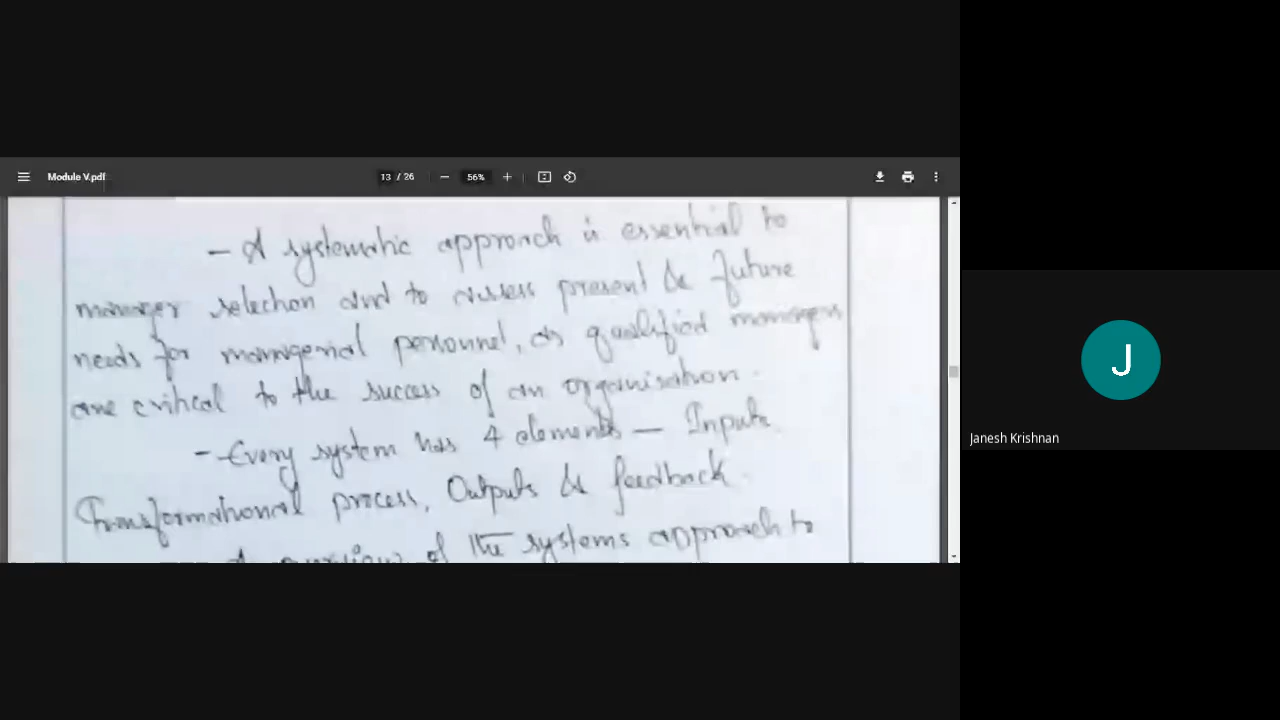 Module V.pdf
13 / 26
56%
- A systematic approach is essential to
manager selection and to assess present & future
needs for managerial personnel, as qualified managers
are critical to the success of an organisation.
- Every system has 4 elements — Inputs
Transformational process, Outputs & feedback.
overview of the systems approach to
J
Janesh Krishnan